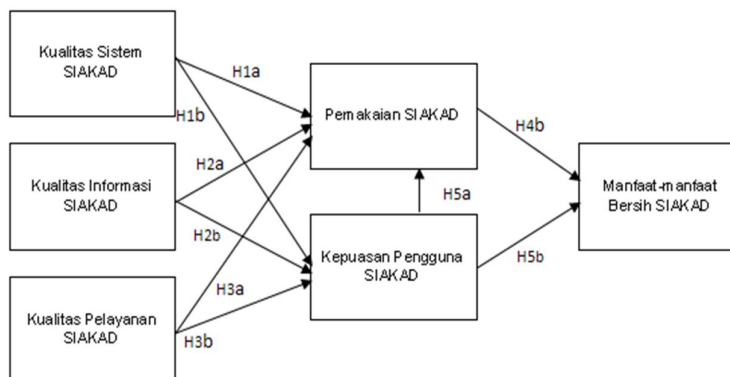 Kualitas Sistem
SIAKAD
H1a
H1b
Pemakaian SIAKAD
H4b
H2a
Kualitas Informasi
SIAKAD
Manfaat-manfaat
Bersih SIAKAD
H5a
H2b
Kepuasan Pengguna
SIAKAD
H5b
H3a
Kualitas Pelayanan
SIAKAD
H3b